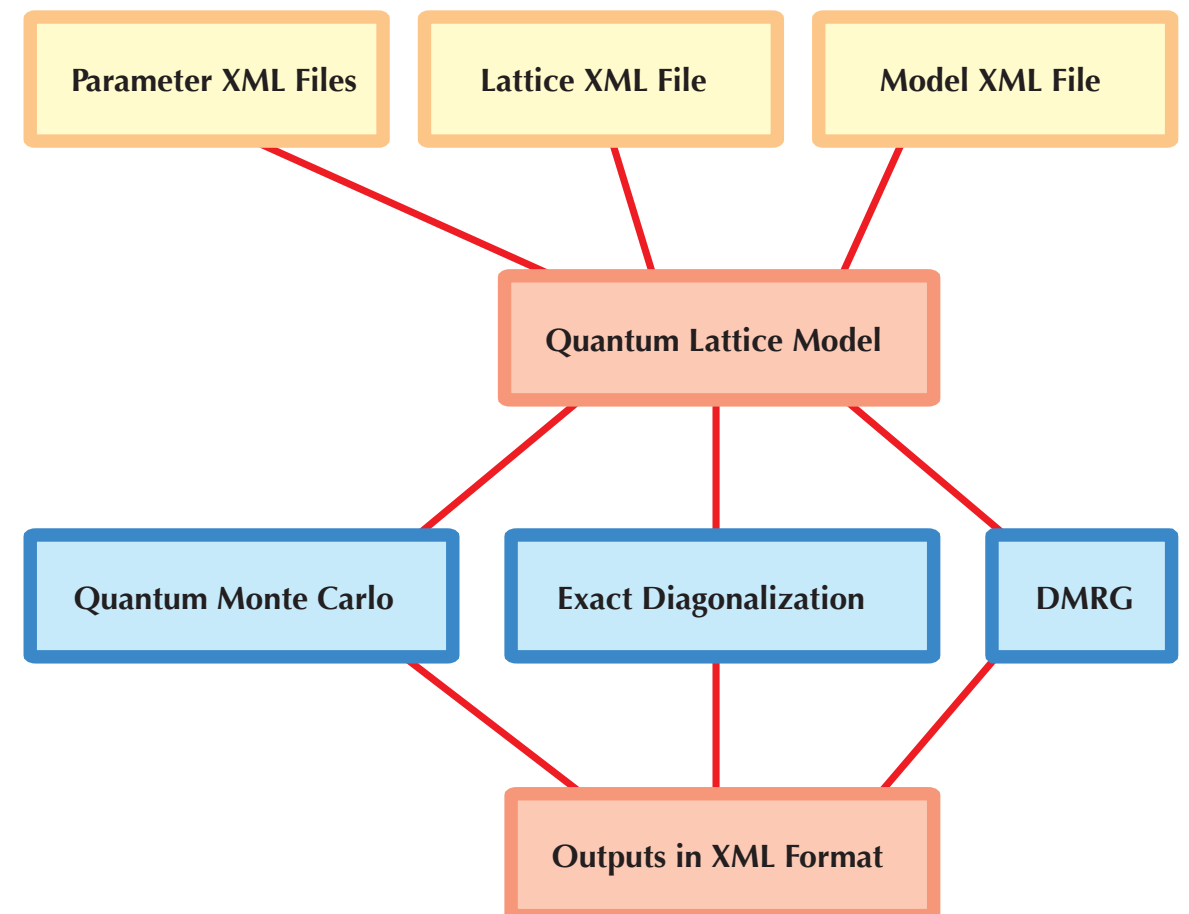 Parameter XML Files
Lattice XML File
Model XML File
Quantum Lattice Model
Quantum Monte Carlo
Exact Diagonalization
DMRG
Outputs in XML Format